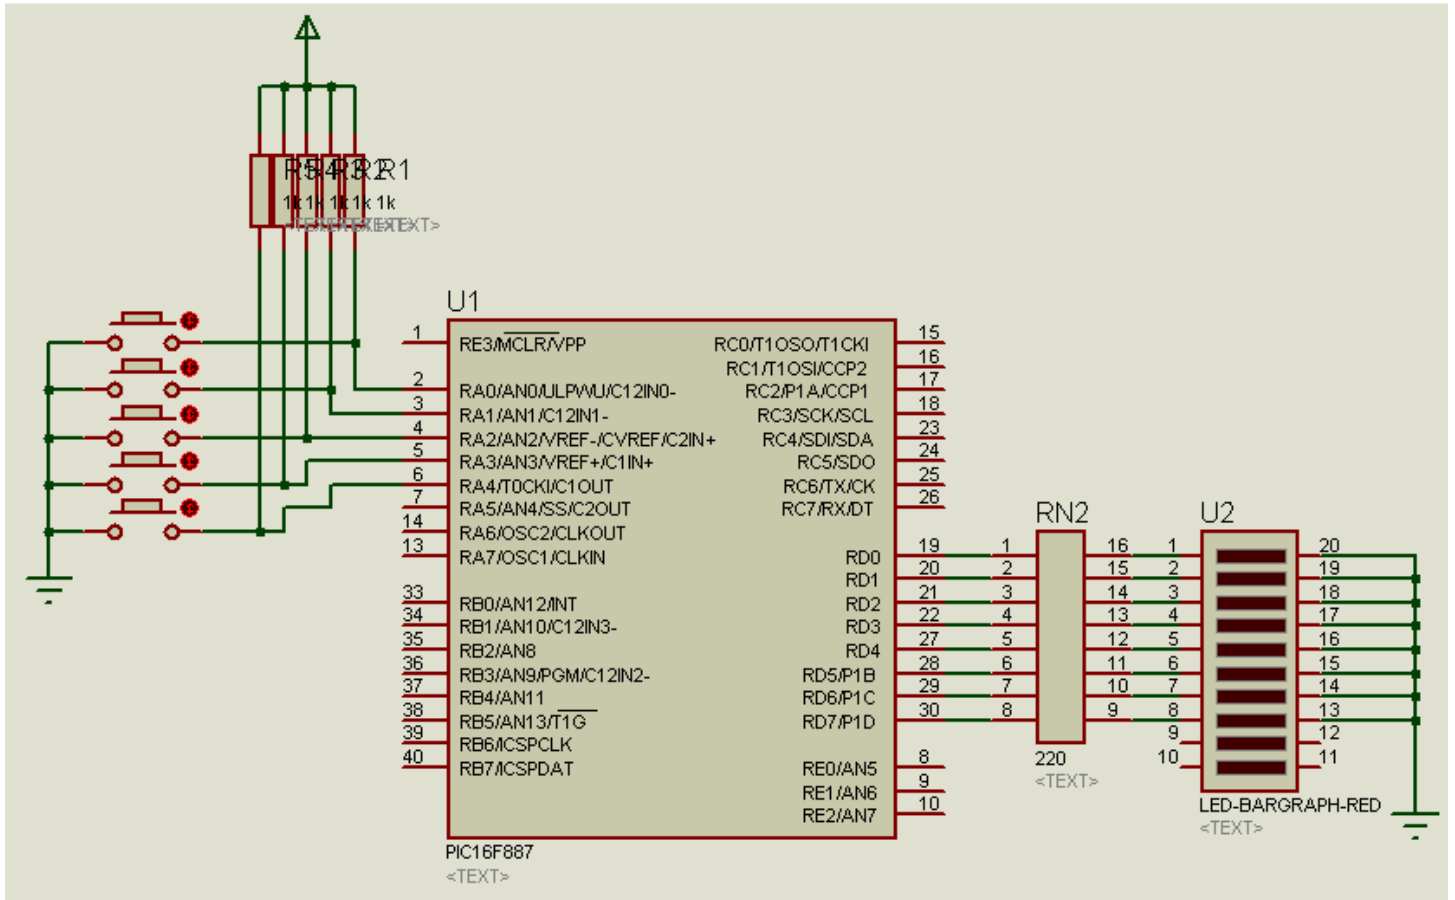 R5 R4 R3 R2 R1
1k 1k 1k 1k 1k
<TEXT>
U1
1 RE3/MCLR/VPP
2 RA0/AN0/ULPWU/C12IN0-
3 RA1/AN1/C12IN1-
4 RA2/AN2/VREF-/CVREF/C2IN+
5 RA3/AN3/VREF+/C1IN+
6 RA4/T0CKI/C1OUT
7 RA5/AN4/SS/C2OUT
14 RA6/OSC2/CLKOUT
13 RA7/OSC1/CLKIN
33 RB0/AN12/INT
34 RB1/AN10/C12IN3-
35 RB2/AN8
36 RB3/AN9/PGM/C12IN2-
37 RB4/AN11
38 RB5/AN13/T1G
39 RB6/ICSPCLK
40 RB7/ICSPDAT
RC0/T1OSO/T1CKI 15
RC1/T1OSI/CCP2 16
RC2/P1A/CCP1 17
RC3/SCK/SCL 18
RC4/SDI/SDA 23
RC5/SDO 24
RC6/TX/CK 25
RC7/RX/DT 26
RD0 19
RD1 20
RD2 21
RD3 22
RD4 27
RD5/P1B 28
RD6/P1C 29
RD7/P1D 30
RE0/AN5 8
RE1/AN6 9
RE2/AN7 10
PIC16F887
<TEXT>
RN2
1 16
2 15
3 14
4 13
5 12
6 11
7 10
8 9
220
<TEXT>
U2
1 20
2 19
3 18
4 17
5 16
6 15
7 14
8 13
9 12
10 11
LED-BARGRAPH-RED
<TEXT>